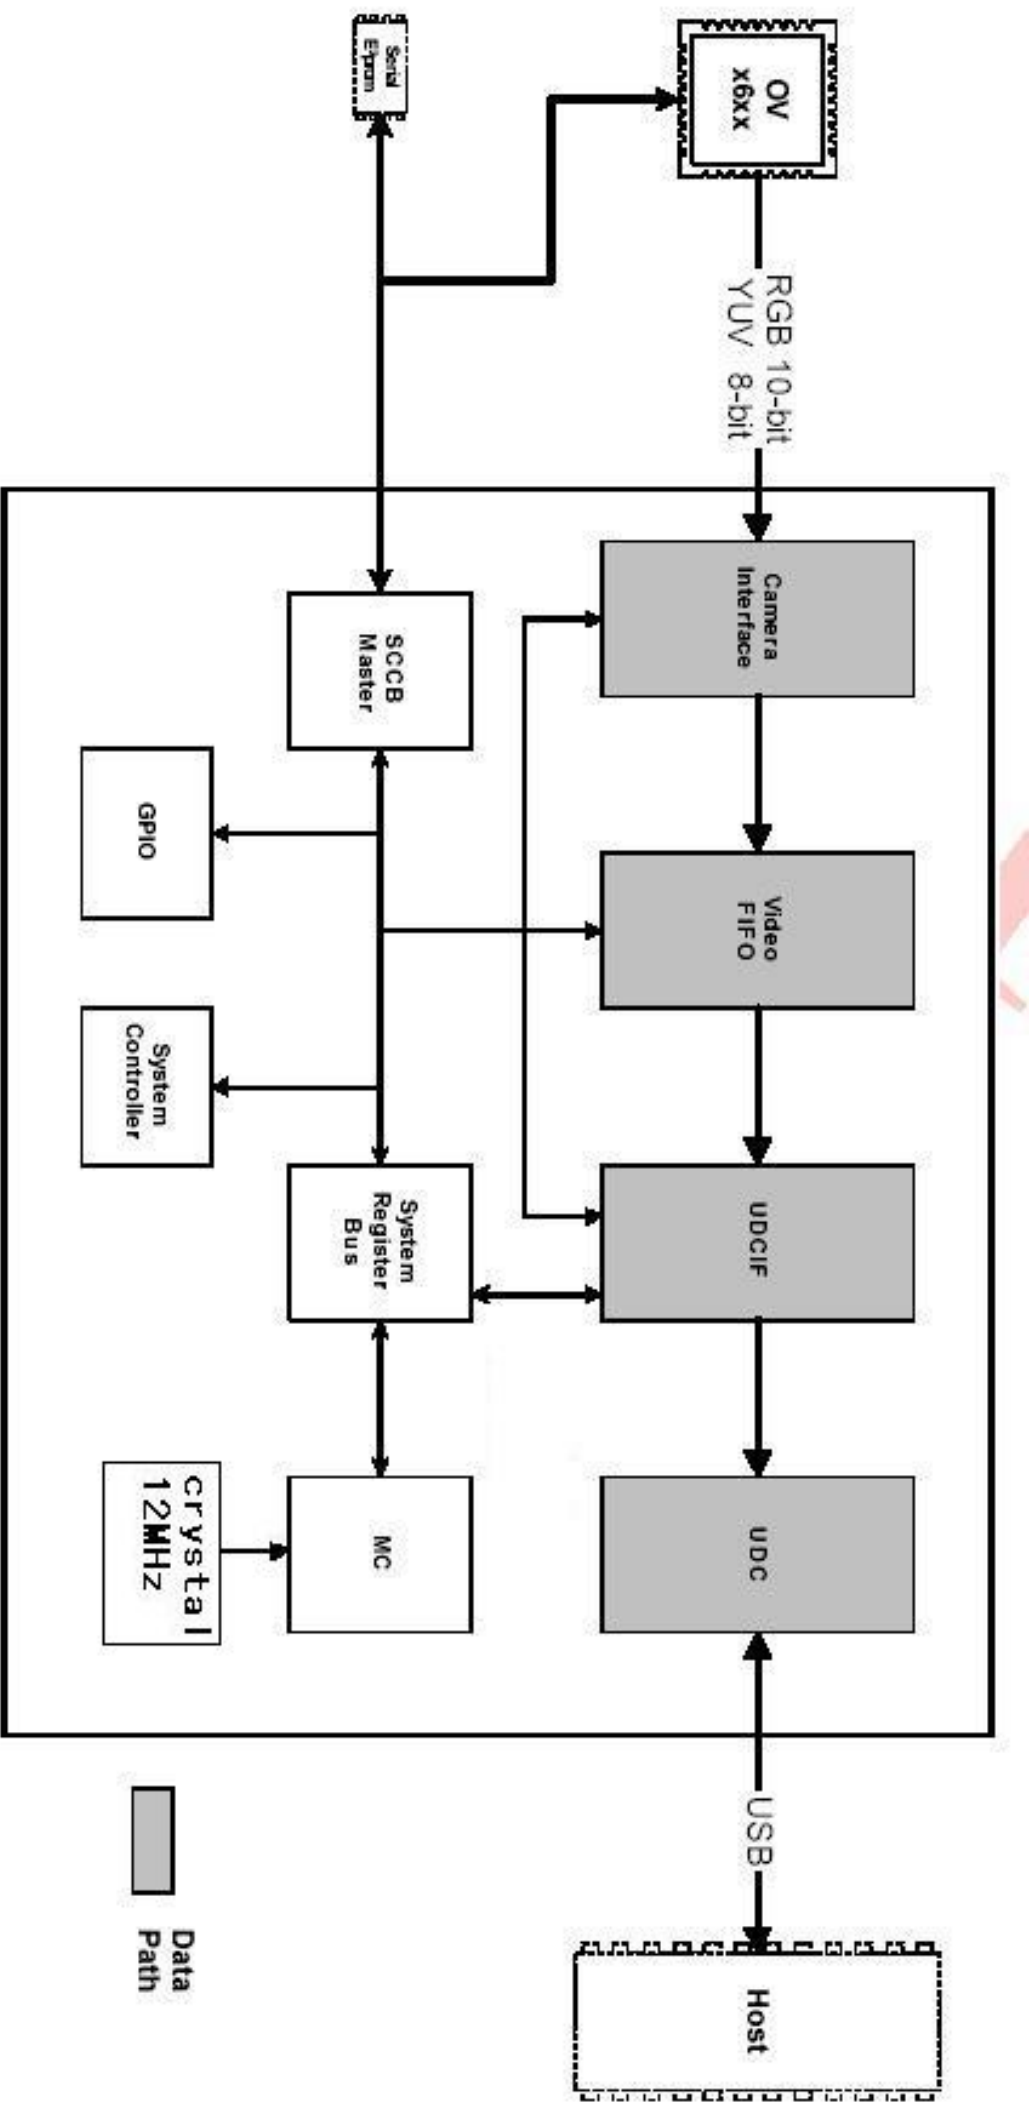 OV
x6xx
RGB 10-bit
YUV 8-bit
Camera
Interface
Video
FIFO
UDCIF
UDC
USB
Host
Serial
E²prom
SCCB
Master
System
Register
Bus
MC
GPIO
System
Controller
crystal
12MHz
Data
Path